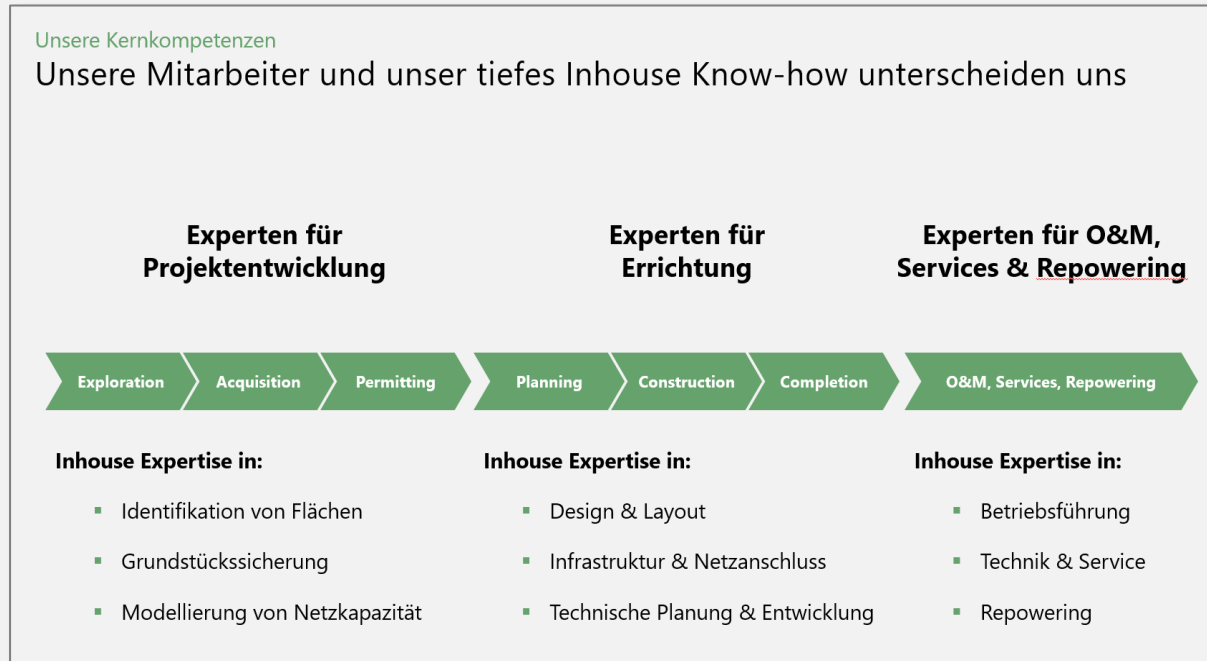 Unsere Kernkompetenzen
Unsere Mitarbeiter und unser tiefes Inhouse Know-how unterscheiden uns
Experten für
Projektentwicklung
Experten für
Errichtung
Experten für O&M,
Services & Repowering
Exploration
Acquisition
Permitting
Planning
Construction
Completion
O&M, Services, Repowering
Inhouse Expertise in:
Identifikation von Flächen
Grundstückssicherung
Modellierung von Netzkapazität
Inhouse Expertise in:
Design & Layout
Infrastruktur & Netzanschluss
Technische Planung & Entwicklung
Inhouse Expertise in:
Betriebsführung
Technik & Service
Repowering